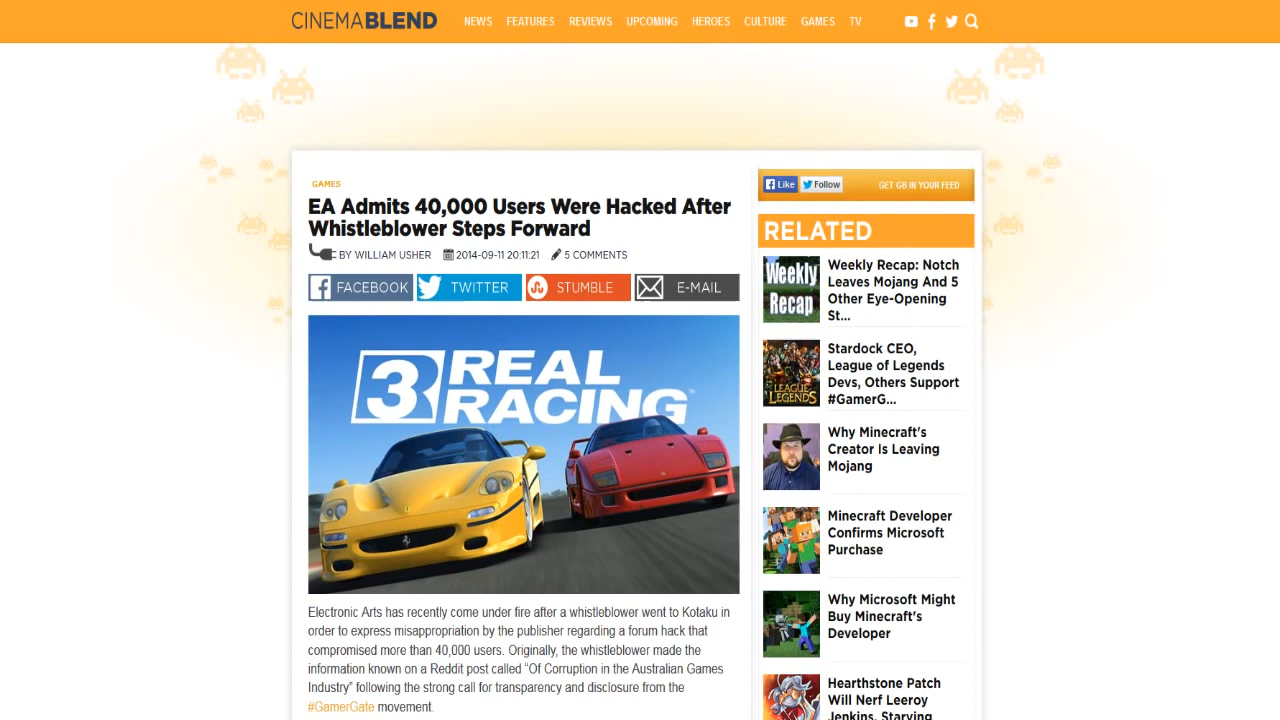 CINEMABLEND
NEWS FEATURES REVIEWS UPCOMING HEROES CULTURE GAMES TV
GAMES
EA Admits 40,000 Users Were Hacked After
Whistleblower Steps Forward
BY WILLIAM USHER 2014-09-11 20:11:21 5 COMMENTS
FACEBOOK TWITTER STUMBLE E-MAIL
3 REAL
RACING
Electronic Arts has recently come under fire after a whistleblower went to Kotaku in
order to express misappropriation by the publisher regarding a forum hack that
compromised more than 40,000 users. Originally, the whistleblower made the
information known on a Reddit post called “Of Corruption in the Australian Games
Industry” following the strong call for transparency and disclosure from the
#GamerGate movement.
Like Follow GET GB IN YOUR FEED
RELATED
Weekly
Recap
Weekly Recap: Notch
Leaves Mojang And 5
Other Eye-Opening
St...
LEAGUE
LEGENDS
Stardock CEO,
League of Legends
Devs, Others Support
#GamerG...
Why Minecraft's
Creator Is Leaving
Mojang
Minecraft Developer
Confirms Microsoft
Purchase
Why Microsoft Might
Buy Minecraft's
Developer
Hearthstone Patch
Will Nerf Leeroy
Jenkins, Starving